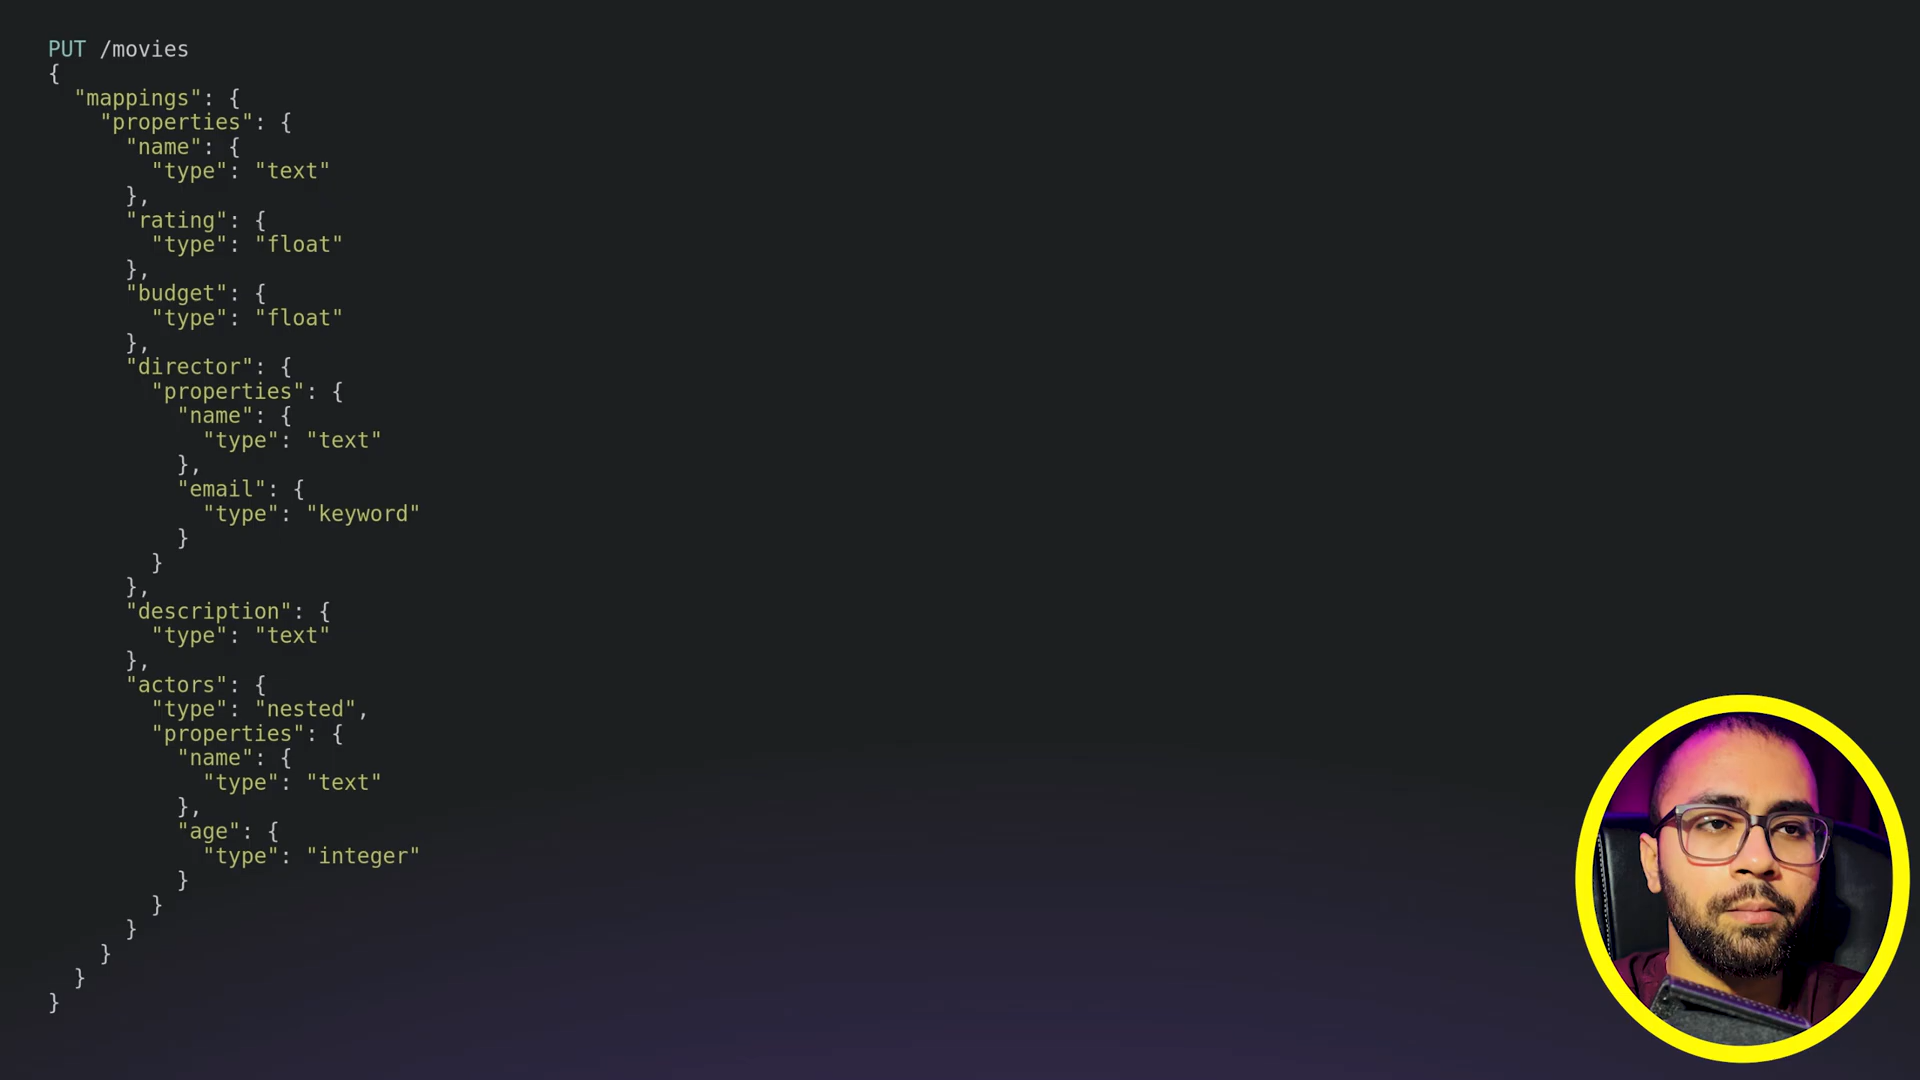 PUT /movies
{
  "mappings": {
    "properties": {
      "name": {
        "type": "text"
      },
      "rating": {
        "type": "float"
      },
      "budget": {
        "type": "float"
      },
      "director": {
        "properties": {
          "name": {
            "type": "text"
          },
          "email": {
            "type": "keyword"
          }
        }
      },
      "description": {
        "type": "text"
      },
      "actors": {
        "type": "nested",
        "properties": {
          "name": {
            "type": "text"
          },
          "age": {
            "type": "integer"
          }
        }
      }
    }
  }
}